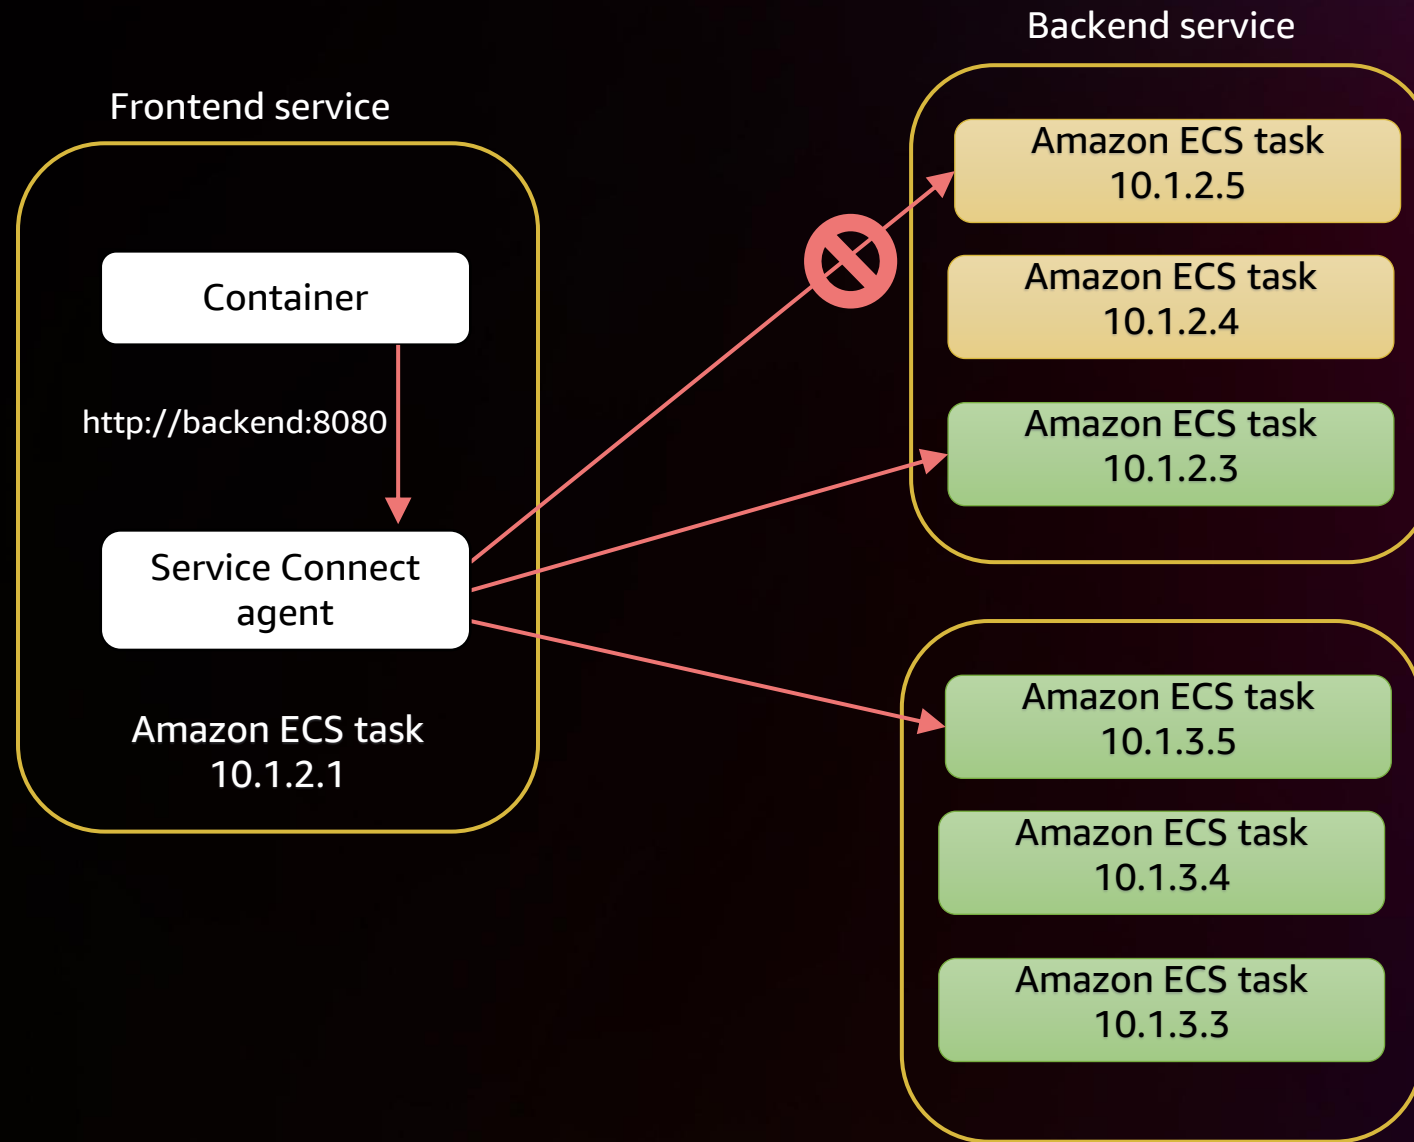 Frontend service
Container
http://backend:8080
Service Connect
agent
Amazon ECS task
10.1.2.1
Backend service
Amazon ECS task
10.1.2.5
Amazon ECS task
10.1.2.4
Amazon ECS task
10.1.2.3
Amazon ECS task
10.1.3.5
Amazon ECS task
10.1.3.4
Amazon ECS task
10.1.3.3